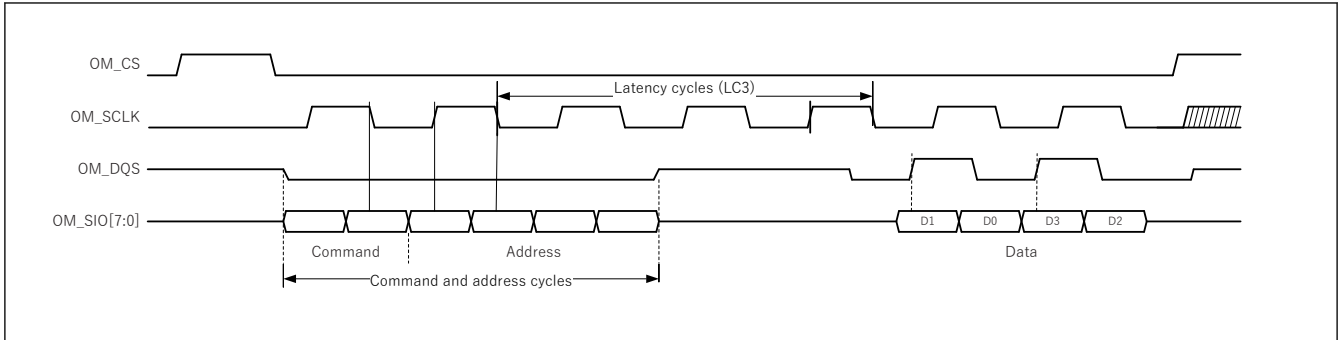 OM_CS
Latency cycles (LC3)
OM_SCLK
OM_DQS
OM_SIO[7:0]
D1
D0
D3
D2
Command
Address
Data
Command and address cycles